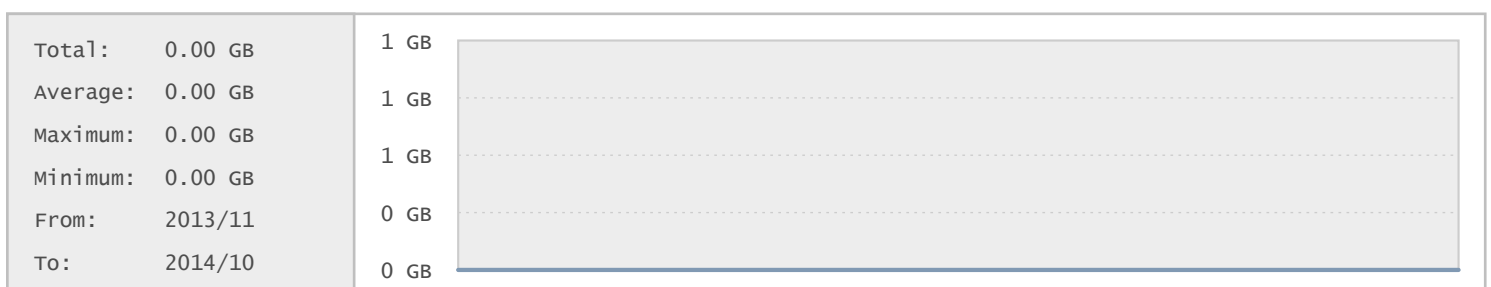 Total: 0.00 GB
Average: 0.00 GB
Maximum: 0.00 GB
Minimum: 0.00 GB
From: 2013/11
To: 2014/10
1 GB
1 GB
1 GB
0 GB
0 GB